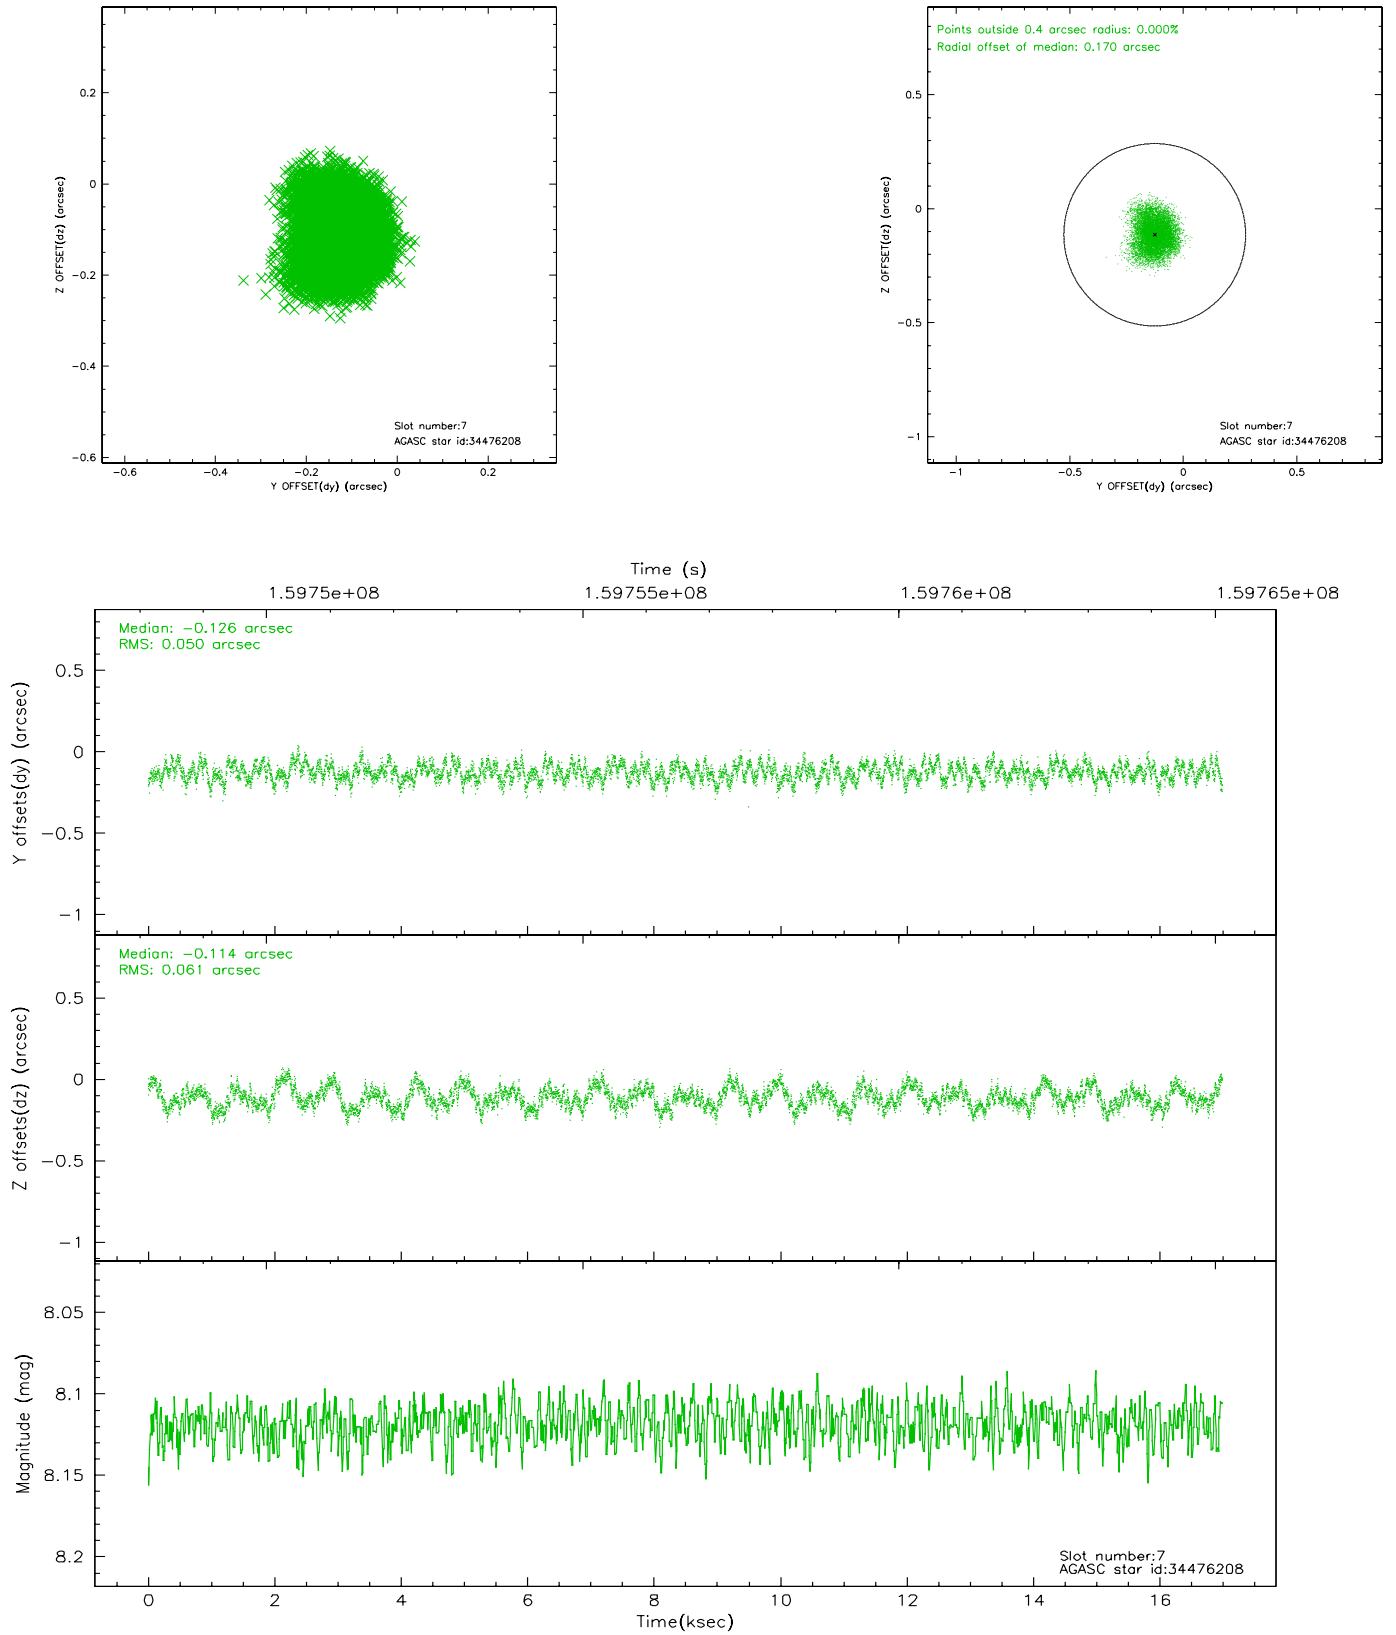 0.2
0
−0.2
−0.4
−0.6
Z OFFSET(dz) (arcsec)
Slot number:7
AGASC star id:34476208
−0.6
−0.4
−0.2
0
0.2
Y OFFSET(dy) (arcsec)
Points outside 0.4 arcsec radius: 0.000%
Radial offset of median: 0.170 arcsec
0.5
0
−0.5
−1
Z OFFSET(dz) (arcsec)
Slot number:7
AGASC star id:34476208
−1
−0.5
0
0.5
Y OFFSET(dy) (arcsec)
Time (s)
1.5975e+08
1.59755e+08
1.5976e+08
1.59765e+08
Median: −0.126 arcsec
RMS: 0.050 arcsec
0.5
0
−0.5
−1
Y offsets(dy) (arcsec)
Median: −0.114 arcsec
RMS: 0.061 arcsec
0.5
0
−0.5
−1
Z offsets(dz) (arcsec)
8.05
8.1
8.15
8.2
Magnitude (mag)
Slot number:7
AGASC star id:34476208
0
2
4
6
8
10
12
14
16
Time(ksec)